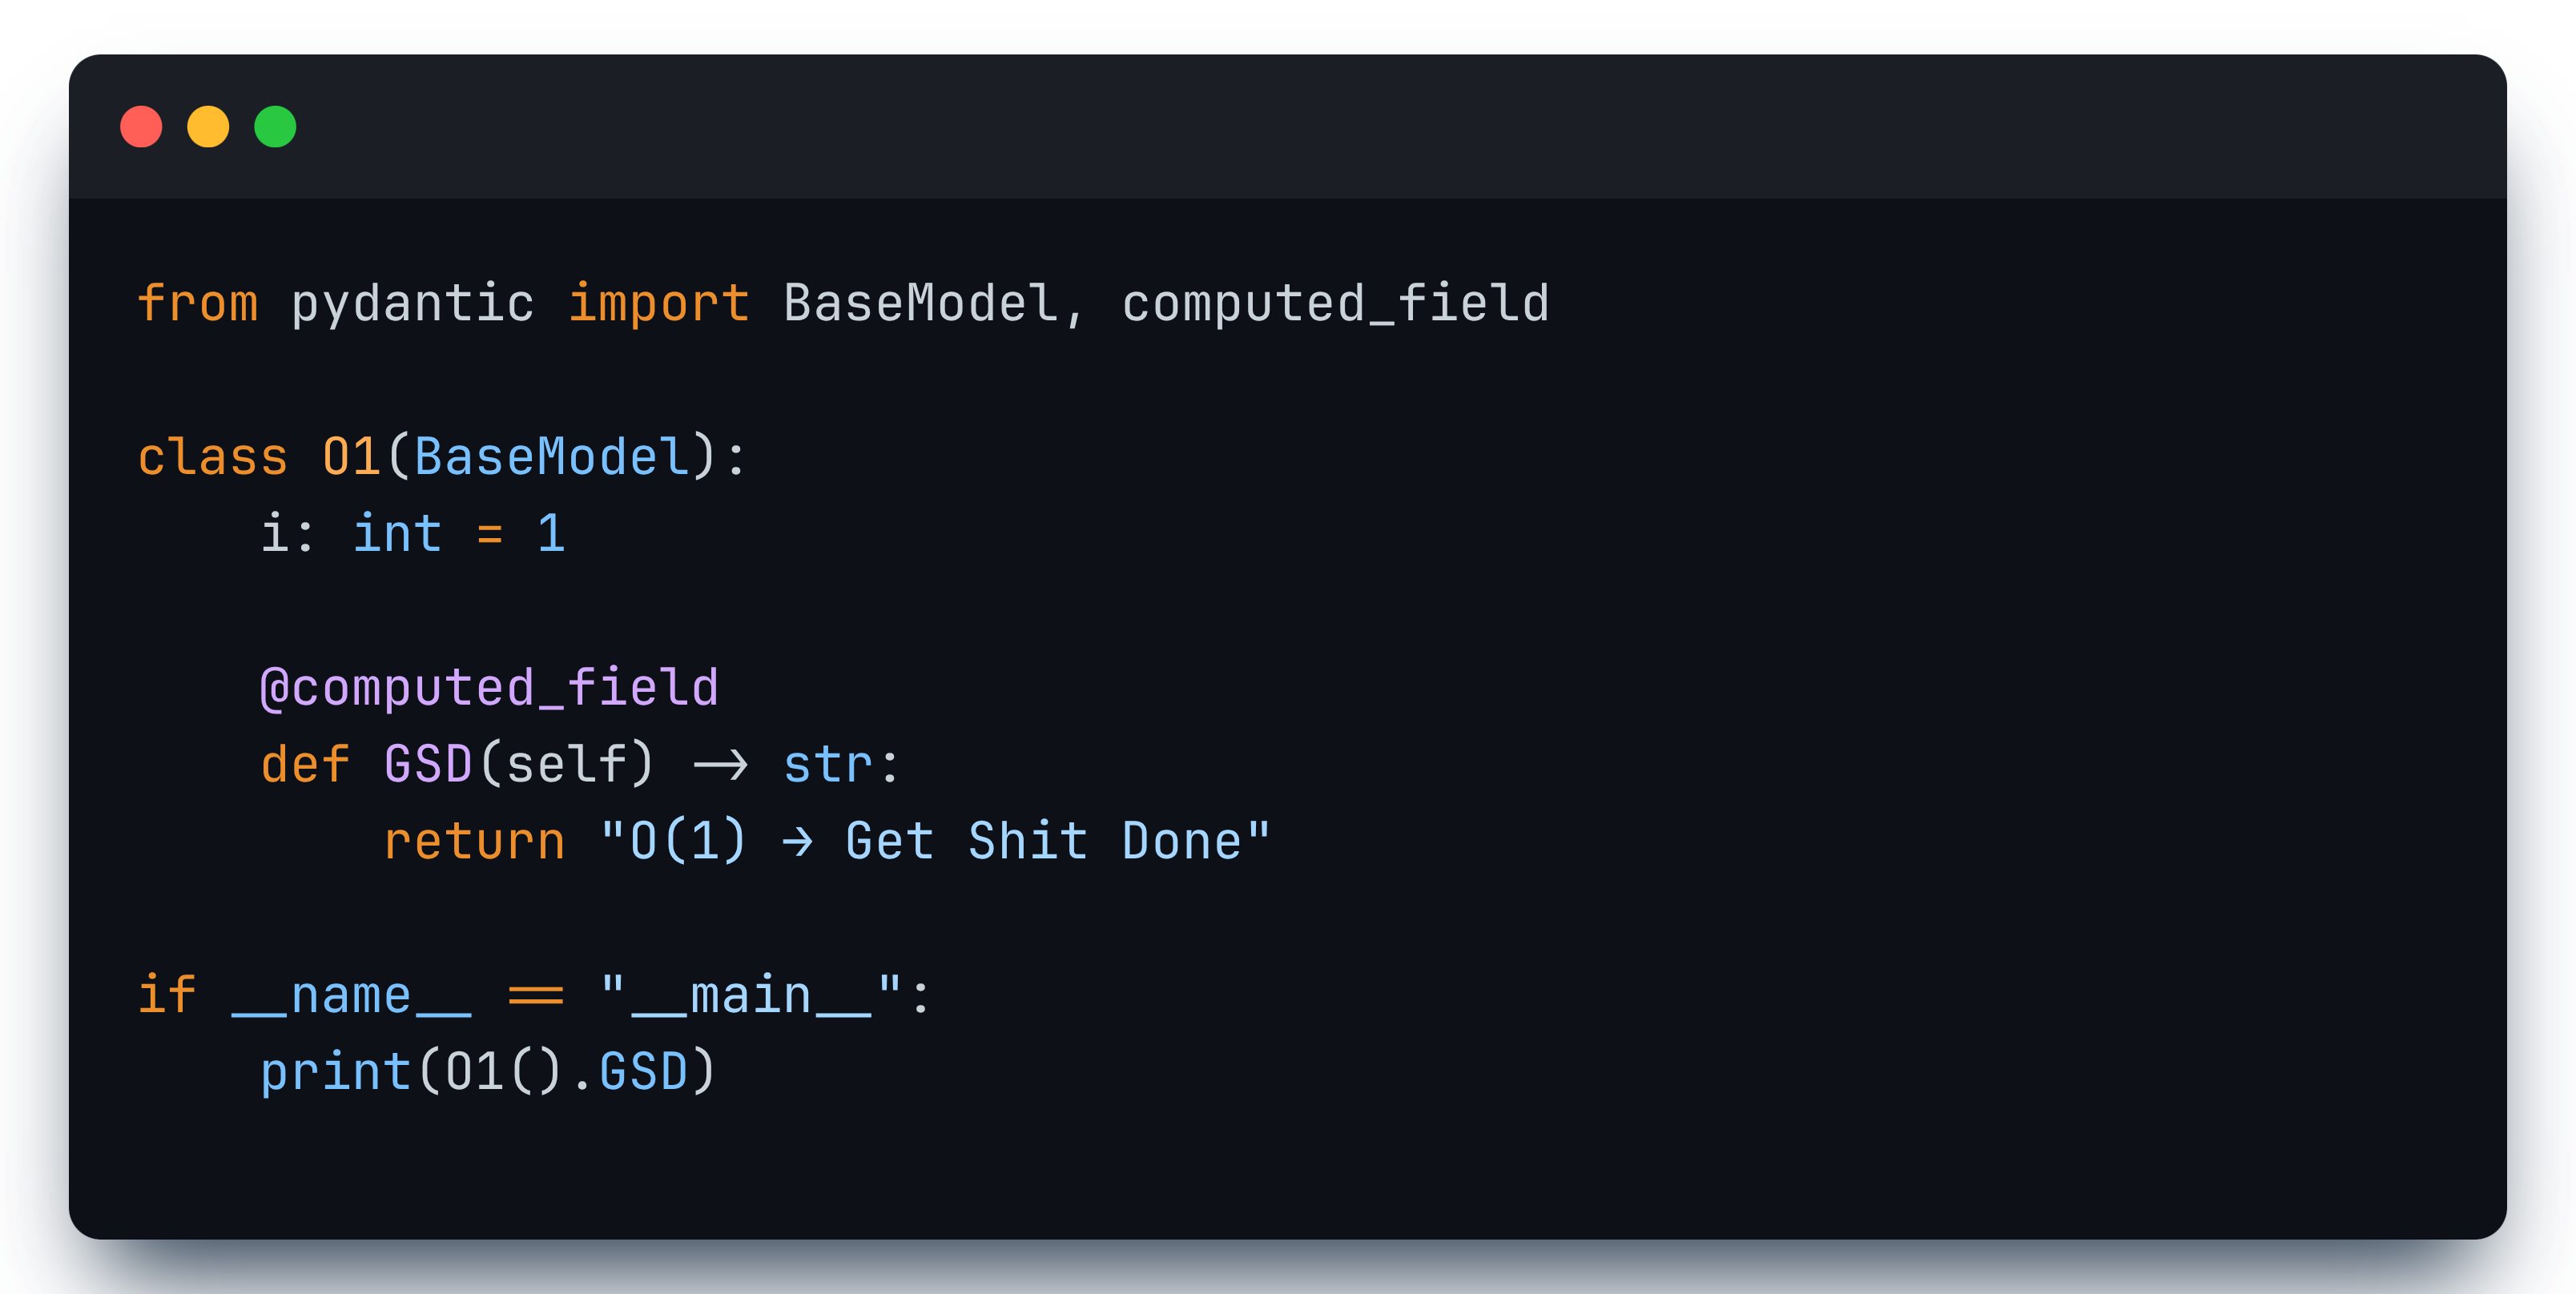 from pydantic import BaseModel, computed_field
class O1(BaseModel):
    i: int = 1
    @computed_field
    def GSD(self) -> str:
        return "O(1) → Get Shit Done"
if __name__ == "__main__":
    print(O1().GSD)